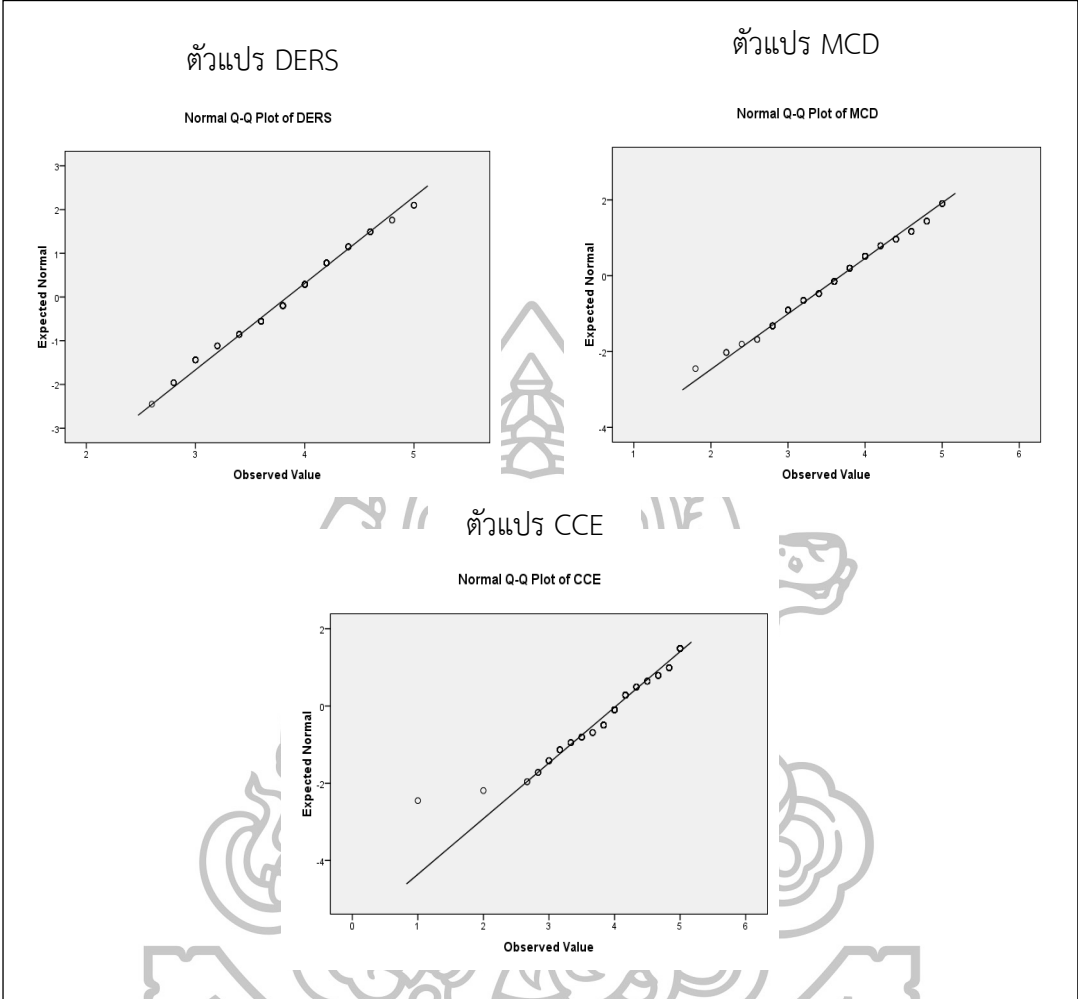 ตัวแปร DERS
Normal Q-Q Plot of DERS
Expected Normal
3
2
1
0
-1
-2
-3
2 3 4 5
Observed Value
ตัวแปร MCD
Normal Q-Q Plot of MCD
Expected Normal
2
0
-2
-4
1 2 3 4 5 6
Observed Value
ตัวแปร CCE
Normal Q-Q Plot of CCE
Expected Normal
2
0
-2
-4
0 1 2 3 4 5 6
Observed Value